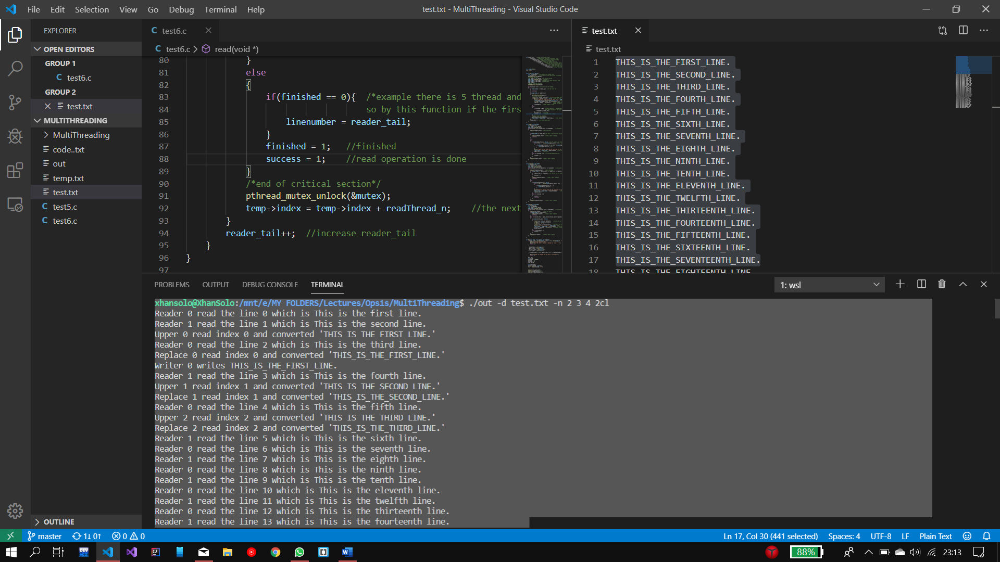 File Edit Selection View Go Debug Terminal Help
test.txt - MultiThreading - Visual Studio Code
EXPLORER
OPEN EDITORS
GROUP 1
C test6.c
GROUP 2
test.txt
MULTITHREADING
MultiThreading
code..txt
out
temp.txt
test.txt
C test5.c
C test6.c
OUTLINE
C test6.c
C test6.c > read(void *)
80 }
81 else
82 {
83 if(finished == 0){ /*example there is 5 thread and
84 so by this function if the firs
85 linenumber = reader_tail;
86 }
87 finished = 1; //finished
88 success = 1; //read operation is done
89 }
90 /*end of critical section*/
91 pthread_mutex_unlock(&mutex);
92 temp->index = temp->index + readThread_n; //the next
93 }
94 reader_tail++; //increase reader_tail
95 }
96 }
97
test.txt
test.txt
1 THIS_IS_THE_FIRST_LINE.
2 THIS_IS_THE_SECOND_LINE.
3 THIS_IS_THE_THIRD_LINE.
4 THIS_IS_THE_FOURTH_LINE.
5 THIS_IS_THE_FIFTH_LINE.
6 THIS_IS_THE_SIXTH_LINE.
7 THIS_IS_THE_SEVENTH_LINE.
8 THIS_IS_THE_EIGHTH_LINE.
9 THIS_IS_THE_NINTH_LINE.
10 THIS_IS_THE_TENTH_LINE.
11 THIS_IS_THE_ELEVENTH_LINE.
12 THIS_IS_THE_TWELFTH_LINE.
13 THIS_IS_THE_THIRTEENTH_LINE.
14 THIS_IS_THE_FOURTEENTH_LINE.
15 THIS_IS_THE_FIFTEENTH_LINE.
16 THIS_IS_THE_SIXTEENTH_LINE.
17 THIS_IS_THE_SEVENTEENTH_LINE.
18 THIS_IS_THE_EIGHTEENTH_LINE
PROBLEMS OUTPUT DEBUG CONSOLE TERMINAL
1: wsl
xhansolo@XhanSolo:/mnt/e/MY FOLDERS/Lectures/Opsis/MultiThreading$ ./out -d test.txt -n 2 3 4 2cl
Reader 0 read the line 0 which is This is the first line.
Reader 1 read the line 1 which is This is the second line.
Upper 0 read index 0 and converted 'THIS IS THE FIRST LINE.'
Reader 0 read the line 2 which is This is the third line.
Replace 0 read index 0 and converted 'THIS_IS_THE_FIRST_LINE.'
Writer 0 writes THIS_IS_THE_FIRST_LINE.
Reader 1 read the line 3 which is This is the fourth line.
Upper 1 read index 1 and converted 'THIS IS THE SECOND LINE.'
Replace 1 read index 1 and converted 'THIS_IS_THE_SECOND_LINE.'
Reader 0 read the line 4 which is This is the fifth line.
Upper 2 read index 2 and converted 'THIS IS THE THIRD LINE.'
Replace 2 read index 2 and converted 'THIS_IS_THE_THIRD_LINE.'
Reader 1 read the line 5 which is This is the sixth line.
Reader 0 read the line 6 which is This is the seventh line.
Reader 1 read the line 7 which is This is the eighth line.
Reader 0 read the line 8 which is This is the ninth line.
Reader 1 read the line 9 which is This is the tenth line.
Reader 0 read the line 10 which is This is the eleventh line.
Reader 1 read the line 11 which is This is the twelfth line.
Reader 0 read the line 12 which is This is the thirteenth line.
Reader 1 read the line 13 which is This is the fourteenth line.
master 1↓ 0↑ 0 0
Ln 17, Col 30 (441 selected) Spaces: 4 UTF-8 LF Plain Text
88%
23:13